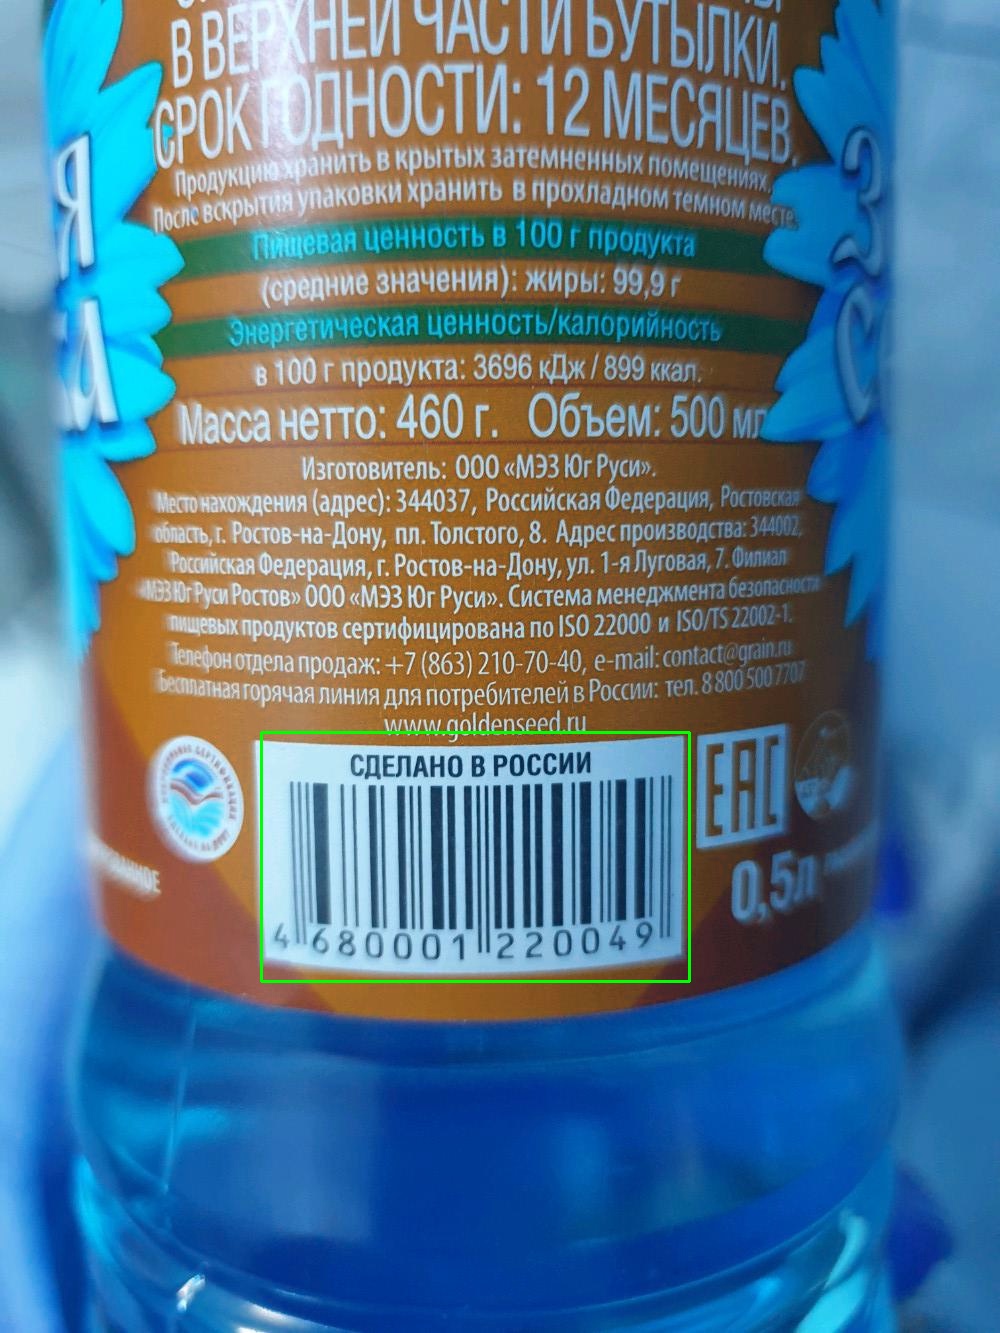 В ВЕРХНЕЙ ЧАСТИ БУТЫЛКИ.
СРОК ГОДНОСТИ: 12 МЕСЯЦЕВ.
Продукцию хранить в крытых затемненных помещениях.
После вскрытия упаковки хранить в прохладном темном месте.
Пищевая ценность в 100 г продукта
(средние значения): жиры: 99,9 г
Энергетическая ценность/калорийность
в 100 г продукта: 3696 кДж / 899 ккал.
Масса нетто: 460 г. Объем: 500 мл
Изготовитель: ООО «МЭЗ Юг Руси».
Место нахождения (адрес): 344037, Российская Федерация, Ростовская
область, г. Ростов-на-Дону, пл. Толстого, 8. Адрес производства: 344002,
Российская Федерация, г. Ростов-на-Дону, ул. 1-я Луговая, 7. Филиал
«МЭЗ Юг Руси Ростов» ООО «МЭЗ Юг Руси». Система менеджмента безопасности
пищевых продуктов сертифицирована по ISO 22000 и ISO/TS 22002-1.
Телефон отдела продаж: +7 (863) 210-70-40, e-mail: contact@grain.ru
Бесплатная горячая линия для потребителей в России: тел. 8 800 500 7707
www.goldenseed.ru
СДЕЛАНО В РОССИИ
EAC
4 680001 220049
0,5л